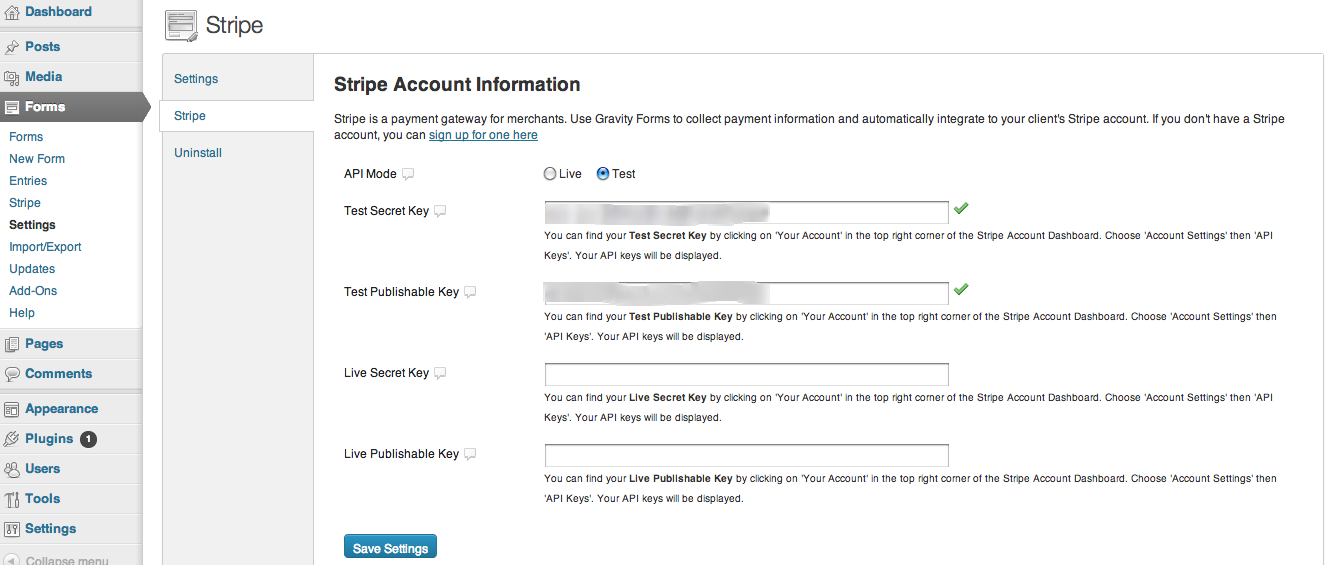 Dashboard
Posts
Media
Forms
Forms
New Form
Entries
Stripe
Settings
Import/Export
Updates
Add-Ons
Help
Pages
Comments
Appearance
Plugins 1
Users
Tools
Settings
Collapse menu
Stripe
Settings
Stripe
Uninstall
Stripe Account Information
Stripe is a payment gateway for merchants. Use Gravity Forms to collect payment information and automatically integrate to your client's Stripe account. If you don't have a Stripe
account, you can sign up for one here
API Mode
Live Test
Test Secret Key
You can find your Test Secret Key by clicking on 'Your Account' in the top right corner of the Stripe Account Dashboard. Choose 'Account Settings' then 'API
Keys'. Your API keys will be displayed.
Test Publishable Key
You can find your Test Publishable Key by clicking on 'Your Account' in the top right corner of the Stripe Account Dashboard. Choose 'Account Settings' then
'API Keys'. Your API keys will be displayed.
Live Secret Key
You can find your Live Secret Key by clicking on 'Your Account' in the top right corner of the Stripe Account Dashboard. Choose 'Account Settings' then 'API
Keys'. Your API keys will be displayed.
Live Publishable Key
You can find your Live Publishable Key by clicking on 'Your Account' in the top right corner of the Stripe Account Dashboard. Choose 'Account Settings' then
'API Keys'. Your API keys will be displayed.
Save Settings